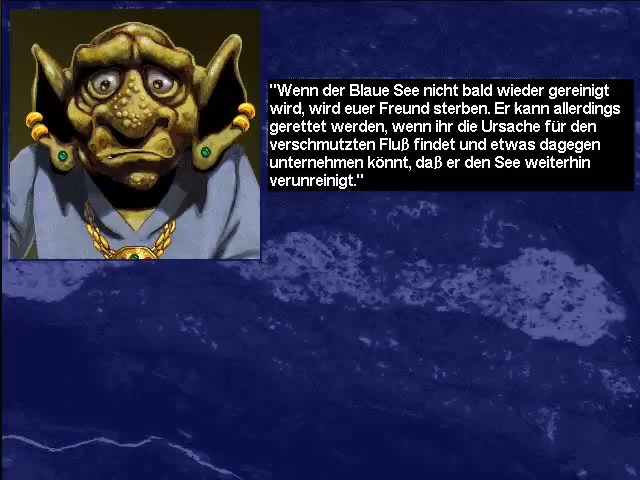 "Wenn der Blaue See nicht bald wieder gereinigt
wird, wird euer Freund sterben. Er kann allerdings
gerettet werden, wenn ihr die Ursache für den
verschmutzten Fluß findet und etwas dagegen
unternehmen könnt, daß er den See weiterhin
verunreinigt."